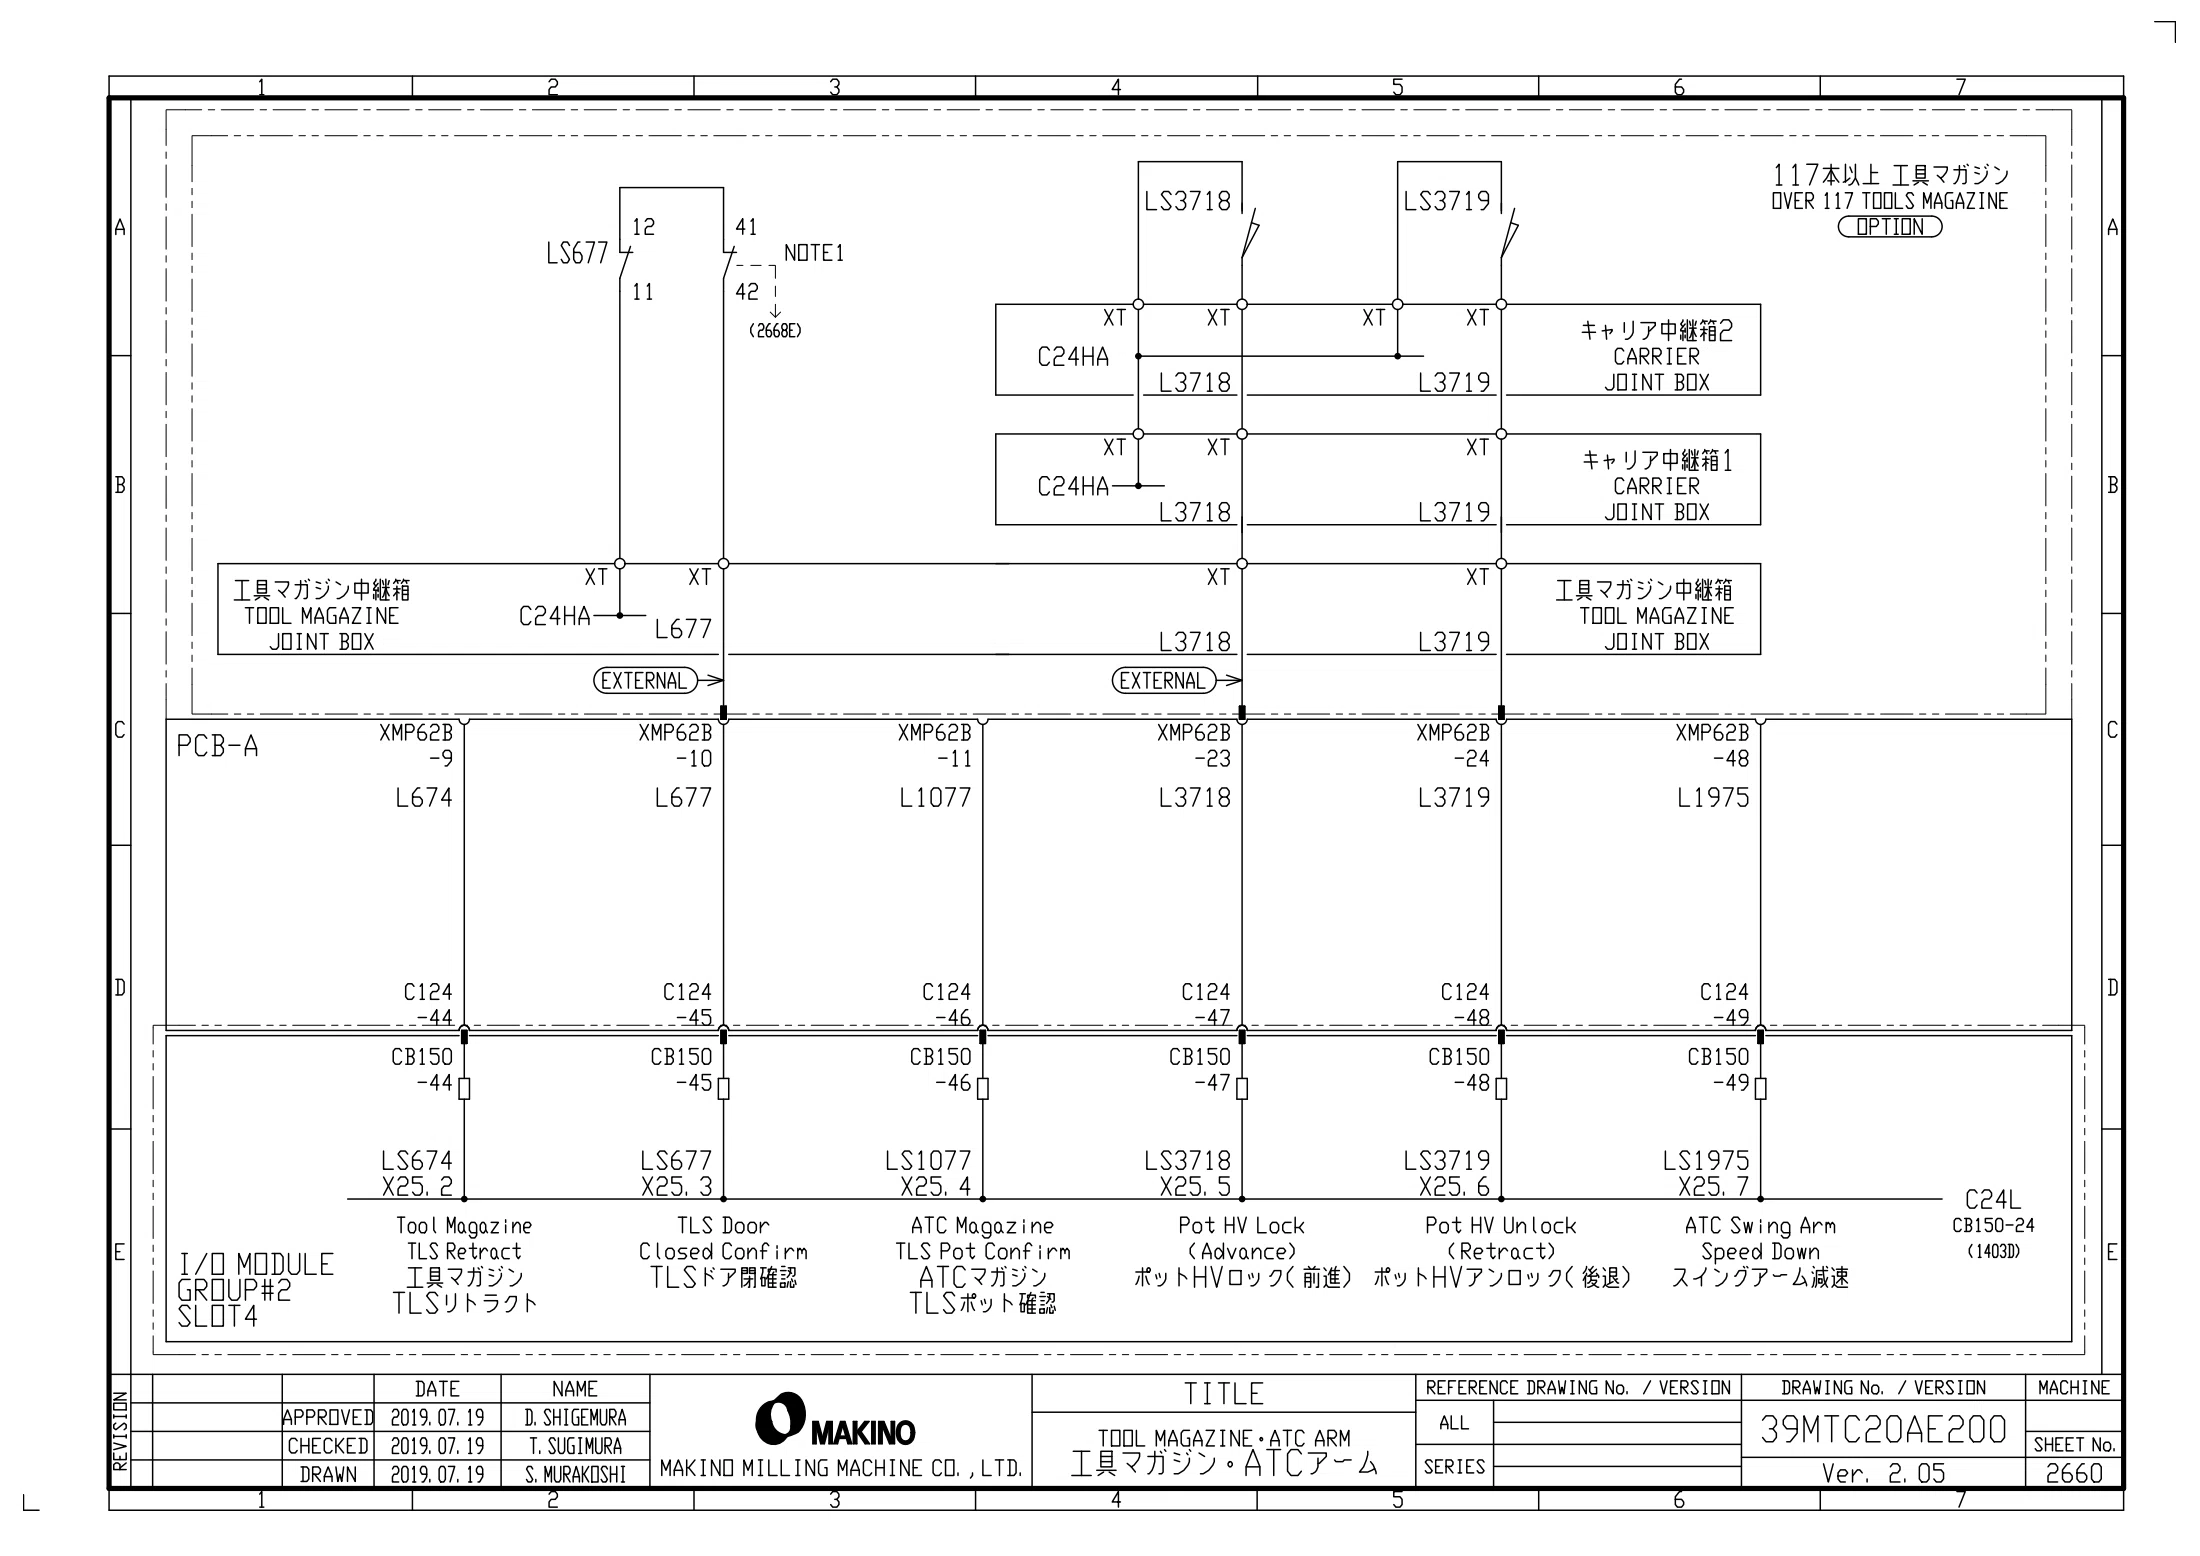 1 2 3 4 5 6 7
A A
B B
C C
D D
E E
117本以上 工具マガジン
OVER 117 TOOLS MAGAZINE
OPTION
LS3718
LS3719
12
41
LS677
NOTE1
11
42
(2668E)
XT XT XT XT
キャリア中継箱2
CARRIER
JOINT BOX
C24HA
L3718
L3719
XT XT XT
キャリア中継箱1
CARRIER
JOINT BOX
C24HA
L3718
L3719
XT XT XT XT
工具マガジン中継箱
TOOL MAGAZINE
JOINT BOX
C24HA
L677
L3718
L3719
工具マガジン中継箱
TOOL MAGAZINE
JOINT BOX
EXTERNAL
EXTERNAL
PCB-A
XMP62B
-9
L674
XMP62B
-10
L677
XMP62B
-11
L1077
XMP62B
-23
L3718
XMP62B
-24
L3719
XMP62B
-48
L1975
C124
-44
C124
-45
C124
-46
C124
-47
C124
-48
C124
-49
CB150
-44
CB150
-45
CB150
-46
CB150
-47
CB150
-48
CB150
-49
LS674
X25. 2
LS677
X25. 3
LS1077
X25. 4
LS3718
X25. 5
LS3719
X25. 6
LS1975
X25. 7
C24L
CB150-24
(1403D)
I/O MODULE
GROUP#2
SLOT4
Tool Magazine
TLS Retract
工具マガジン
TLSリトラクト
TLS Door
Closed Confirm
TLSドア閉確認
ATC Magazine
TLS Pot Confirm
ATCマガジン
TLSポット確認
Pot HV Lock
(Advance)
ポットHVロック(前進)
Pot HV Unlock
(Retract)
ポットHVアンロック(後退)
ATC Swing Arm
Speed Down
スイングアーム減速
REVISION
DATE NAME
APPROVED 2019. 07. 19 D. SHIGEMURA
CHECKED 2019. 07. 19 T. SUGIMURA
DRAWN 2019. 07. 19 S. MURAKOSHI
MAKINO
MAKINO MILLING MACHINE CO. , LTD.
TITLE
TOOL MAGAZINE・ATC ARM
工具マガジン・ATCアーム
REFERENCE DRAWING No. / VERSION
ALL
SERIES
DRAWING No. / VERSION
39MTC20AE200
Ver. 2. 05
MACHINE
SHEET No.
2660
1 2 3 4 5 6 7